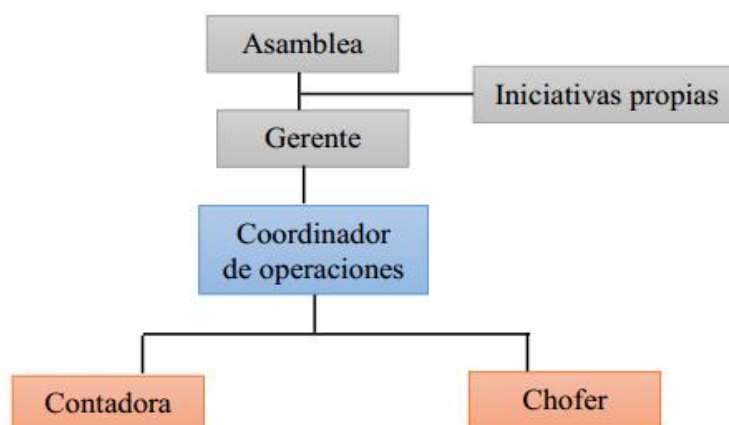 Asamblea
Iniciativas propias
Gerente
Coordinador
de operaciones
Contadora
Chofer